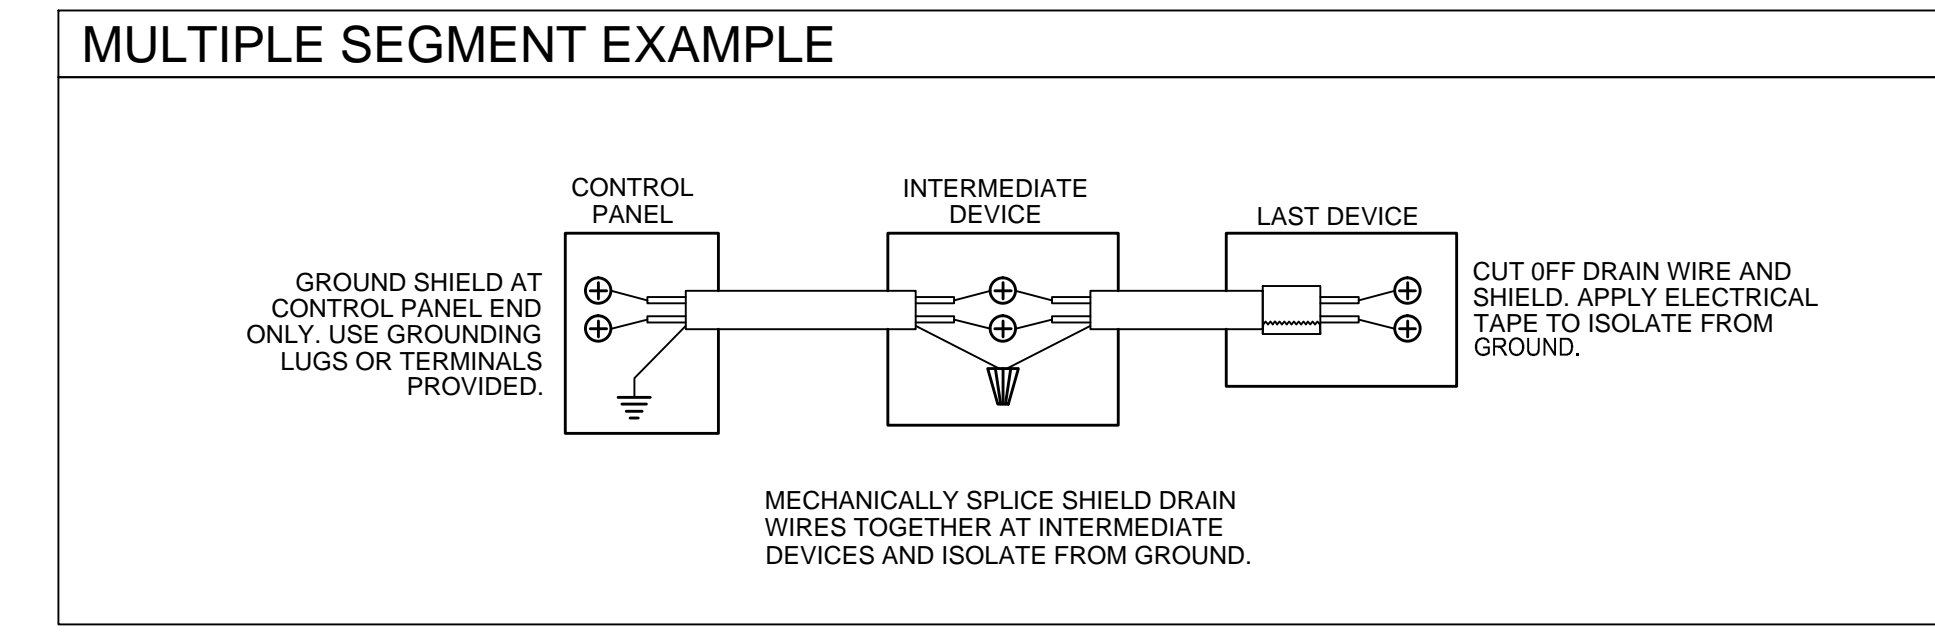 MULTIPLE SEGMENT EXAMPLE
CONTROL
PANEL
INTERMEDIATE
DEVICE
LAST DEVICE
GROUND SHIELD AT
CONTROL PANEL END
ONLY. USE GROUNDING
LUGS OR TERMINALS
PROVIDED.
CUT 0FF DRAIN WIRE AND
SHIELD. APPLY ELECTRICAL
TAPE TO ISOLATE FROM
GROUND.
MECHANICALLY SPLICE SHIELD DRAIN
WIRES TOGETHER AT INTERMEDIATE
DEVICES AND ISOLATE FROM GROUND.